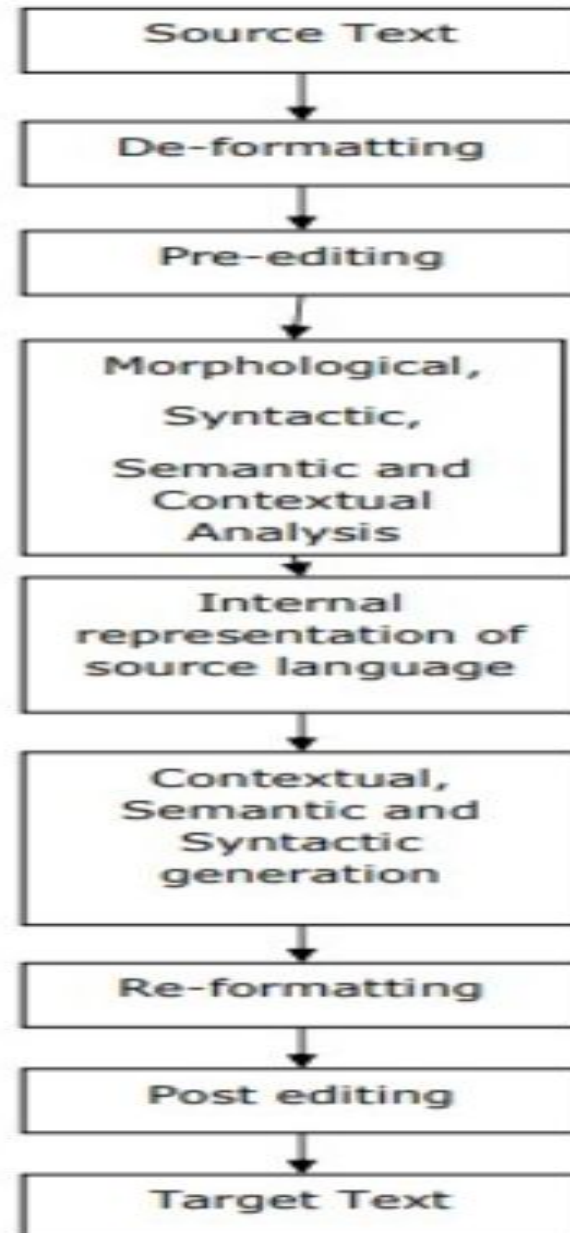 Source Text
De-formatting
Pre-editing
Morphological,
Syntactic,
Semantic and
Contextual
Analysis
Internal
representation of
source language
Contextual,
Semantic and
Syntactic
generation
Re-formatting
Post editing
Target Text